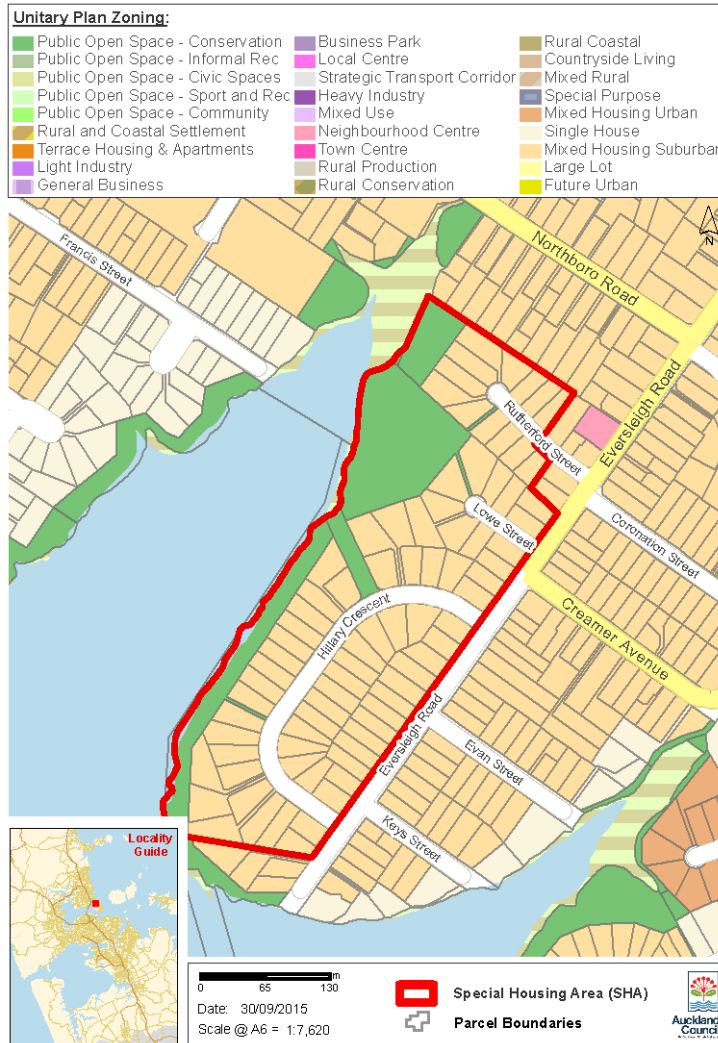 Unitary Plan Zoning:
Public Open Space - Conservation
Public Open Space - Informal Rec
Public Open Space - Civic Spaces
Public Open Space - Sport and Rec
Public Open Space - Community
Rural and Coastal Settlement
Terrace Housing & Apartments
Light Industry
General Business
Business Park
Local Centre
Strategic Transport Corridor
Heavy Industry
Mixed Use
Neighbourhood Centre
Town Centre
Rural Production
Rural Conservation
Rural Coastal
Countryside Living
Mixed Rural
Special Purpose
Mixed Housing Urban
Single House
Mixed Housing Suburban
Large Lot
Future Urban
Francis Street
Northboro Road
N
Eversleigh Road
Rutherford Street
Lowe Street
Coronation Street
Hillary Crescent
Creamer Avenue
Eversleigh Road
Evan Street
Keys Street
Locality
Guide
0 65 130 m
Date: 30/09/2015
Scale @ A6 = 1:7,620
Special Housing Area (SHA)
Parcel Boundaries
Auckland
Council